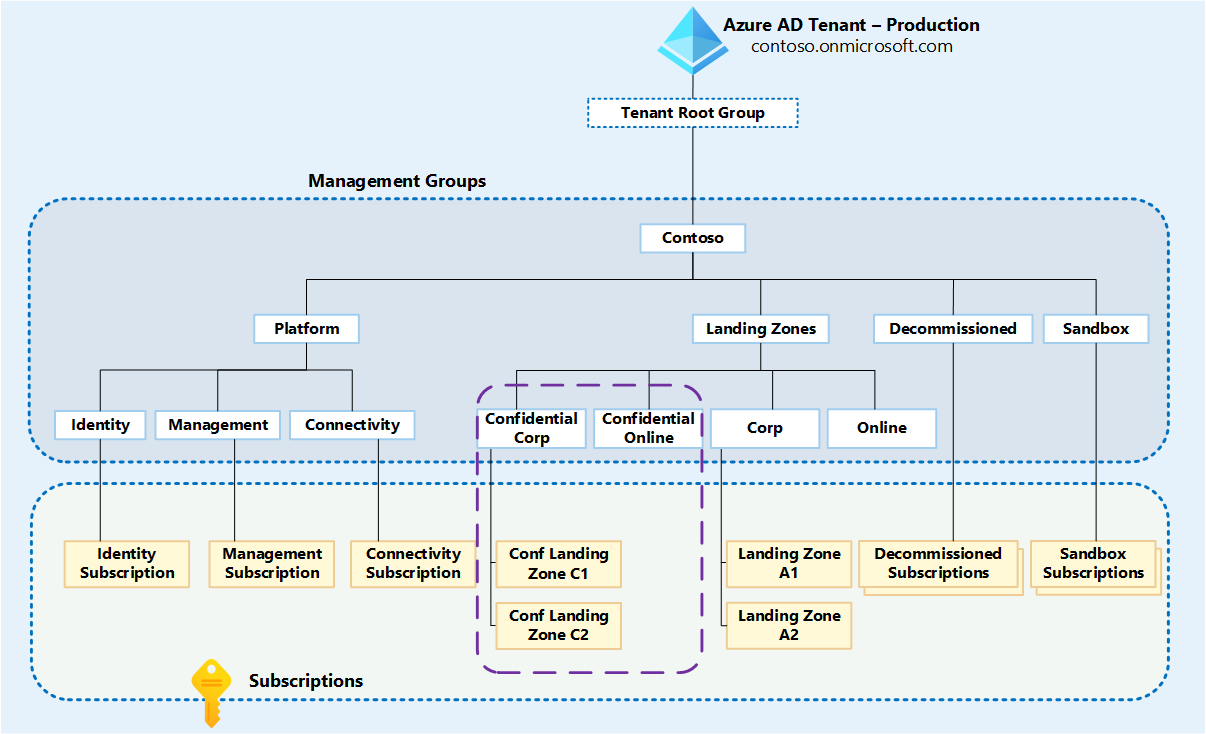 Azure AD Tenant – Production
contoso.onmicrosoft.com
Tenant Root Group
Management Groups
Contoso
Platform
Landing Zones
Decommissioned
Sandbox
Identity
Management
Connectivity
Confidential
Corp
Confidential
Online
Corp
Online
Identity
Subscription
Management
Subscription
Connectivity
Subscription
Conf Landing
Zone C1
Landing Zone
A1
Decommissioned
Subscriptions
Sandbox
Subscriptions
Conf Landing
Zone C2
Landing Zone
A2
Subscriptions